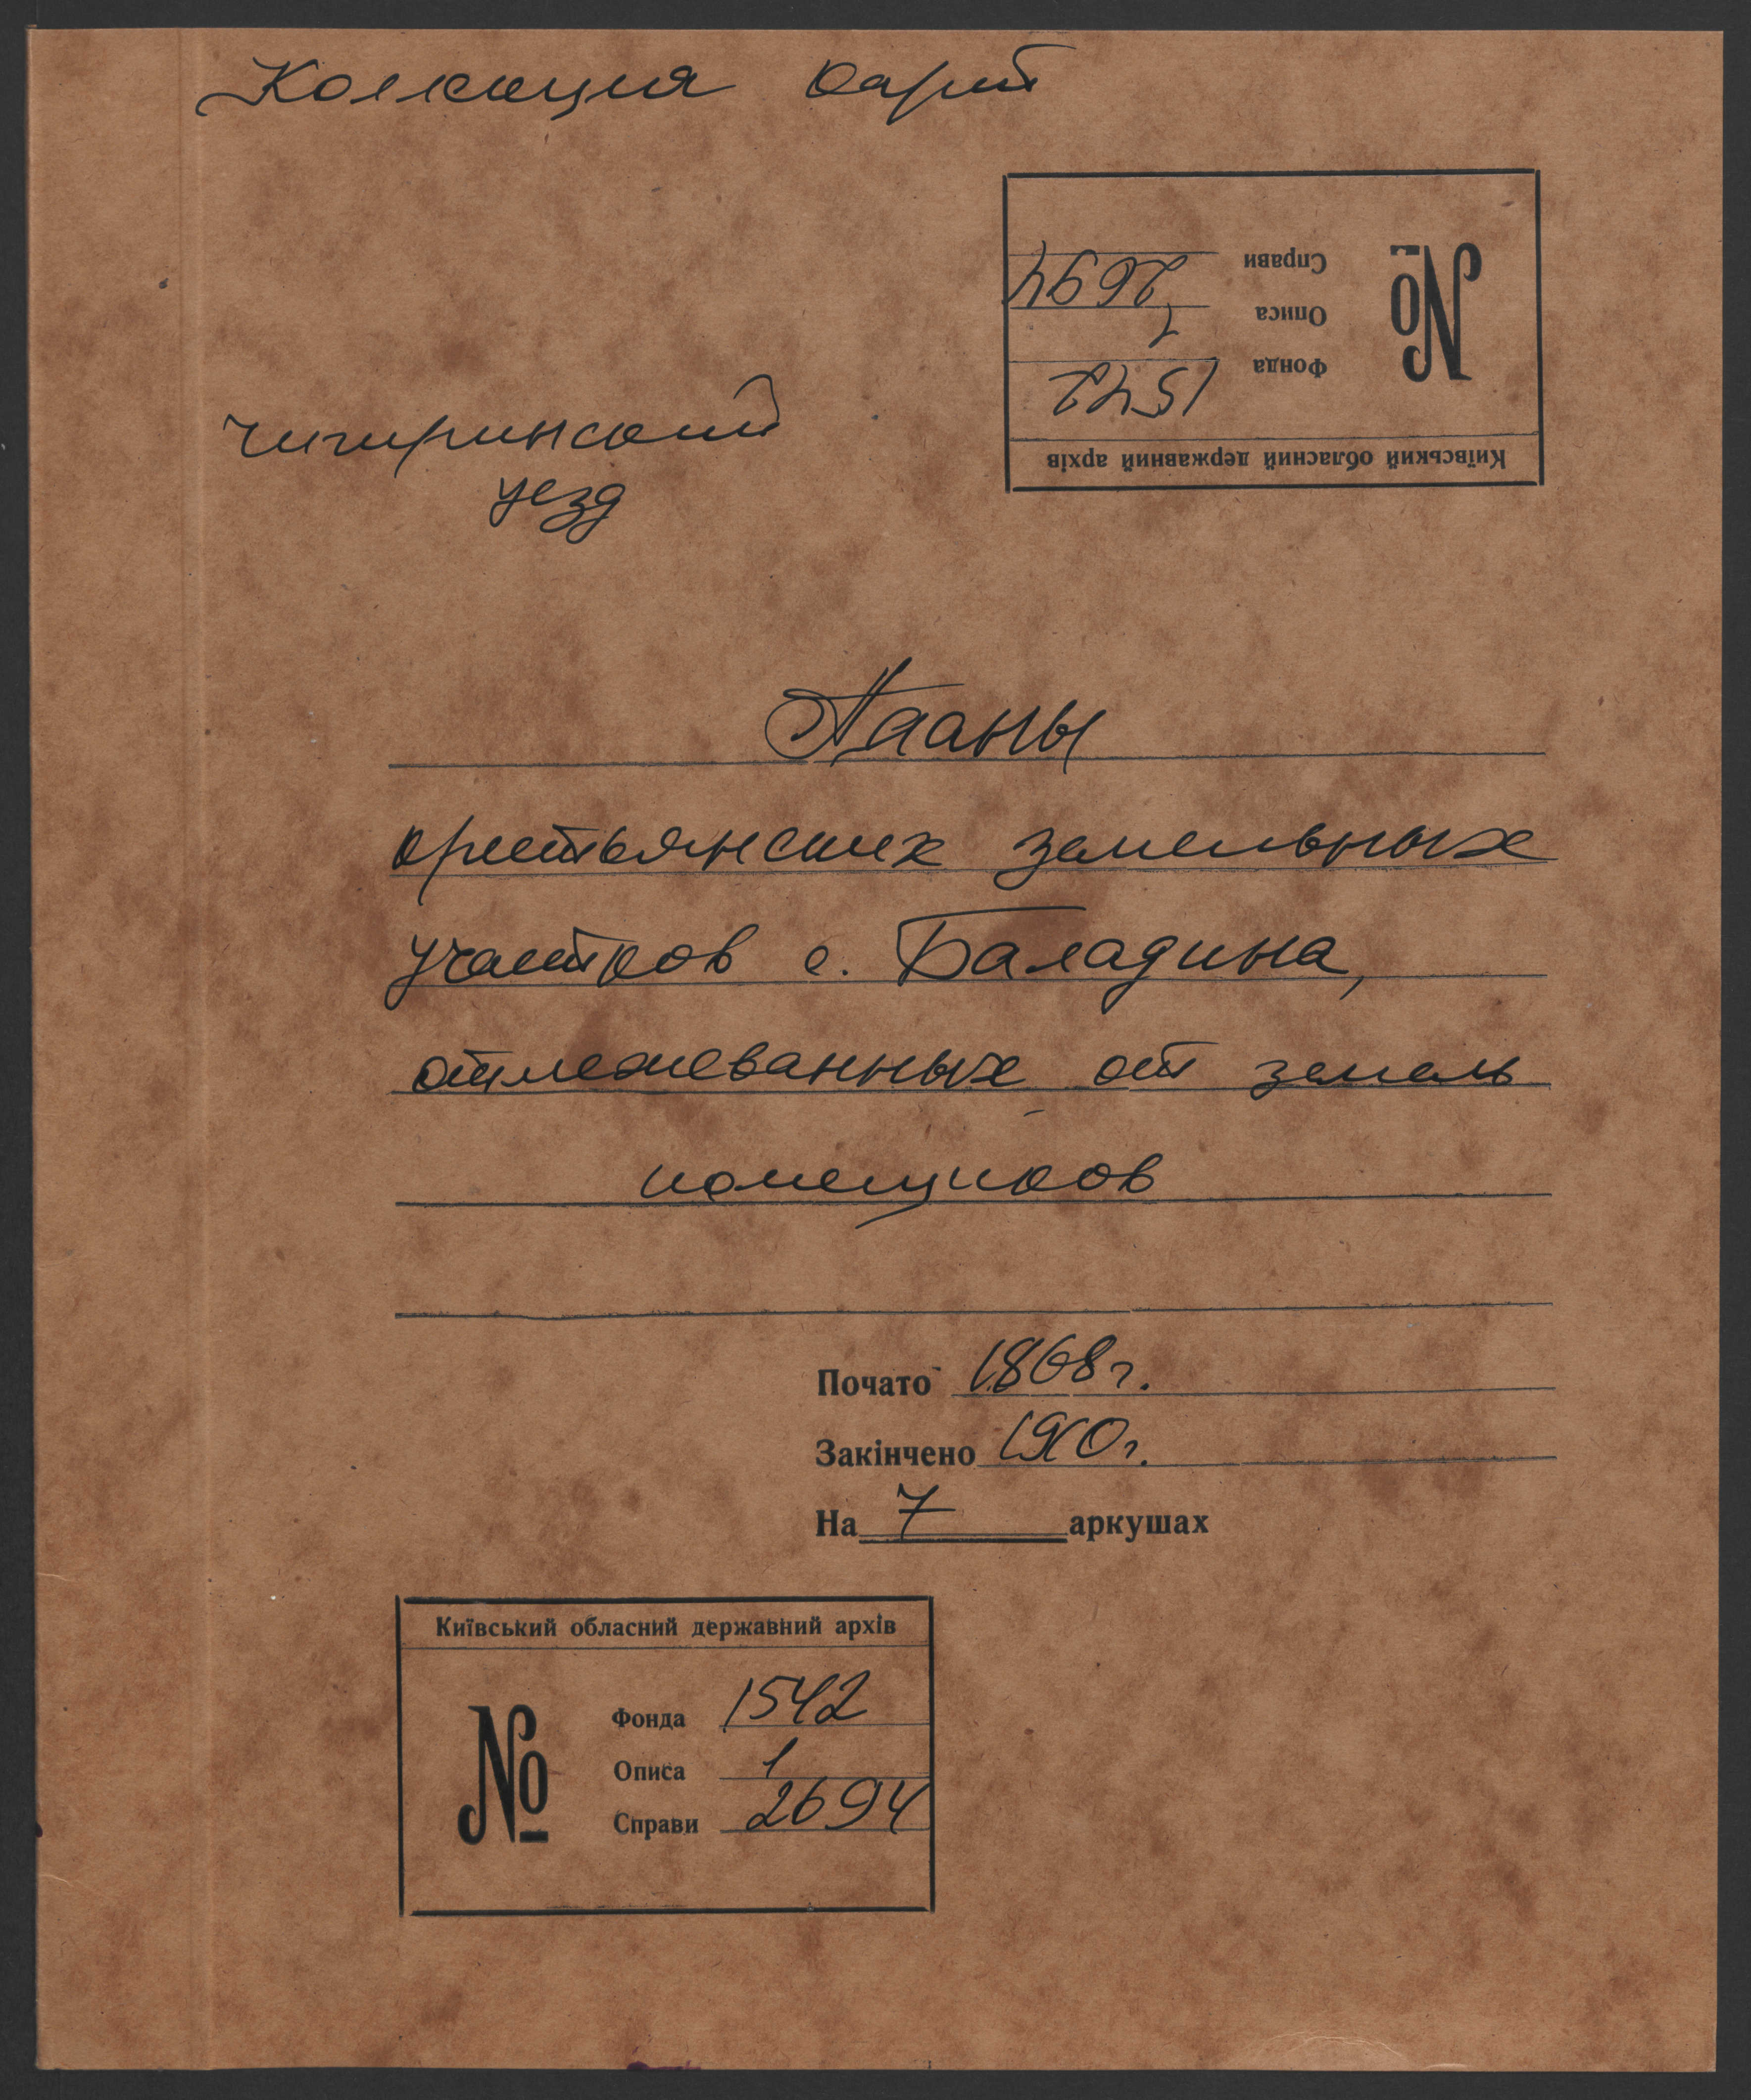 Коллекция карт
Справи 2694
Описа 1
Фонда 1542
Київський обласний державний архів
№
Чигиринский
уезд
Планы
крестьянских земельных
участков с. Баландина,
отмежеванных от земель
помещиков
Почато 1868 г.
Закінчено 1910 г.
На 7 аркушах
Київський обласний державний архів
№
Фонда 1542
Описа 1
Справи 2694